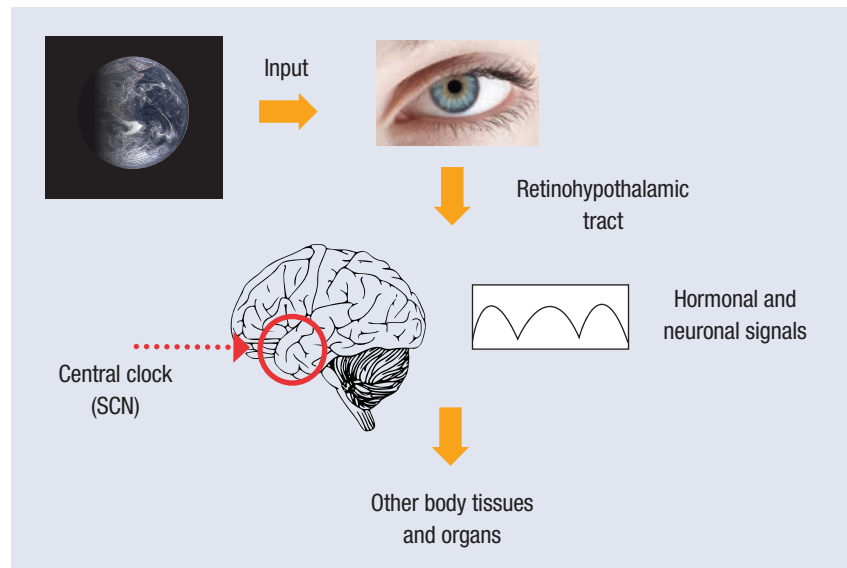 Input
Retinohypothalamic
tract
Hormonal and
neuronal signals
Central clock
(SCN)
Other body tissues
and organs